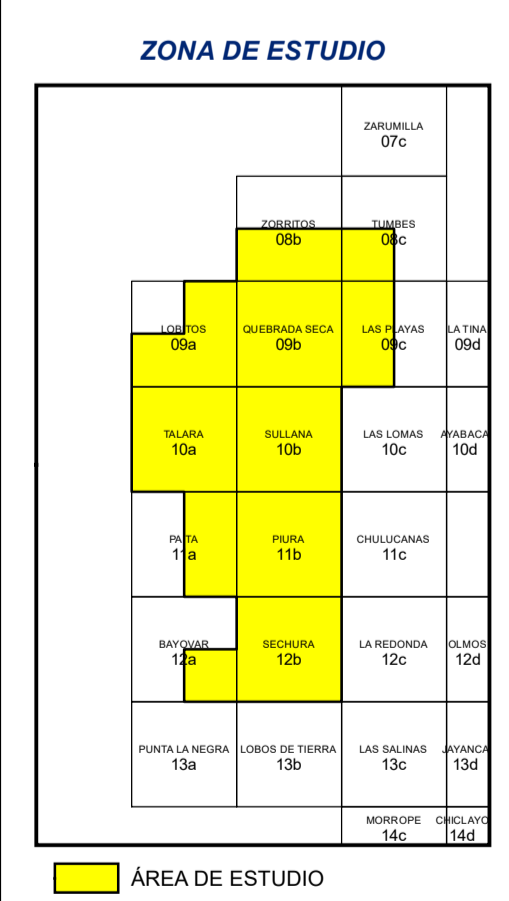 ZONA DE ESTUDIO
ZARUMILLA
07c
ZORRITOS
08b
TUMBES
08c
LOBITOS
09a
QUEBRADA SECA
09b
LAS PLAYAS
09c
LA TINA
09d
TALARA
10a
SULLANA
10b
LAS LOMAS
10c
AYABACA
10d
PAITA
11a
PIURA
11b
CHULUCANAS
11c
BAYOVAR
12a
SECHURA
12b
LA REDONDA
12c
OLMOS
12d
PUNTA LA NEGRA
13a
LOBOS DE TIERRA
13b
LAS SALINAS
13c
JAYANCA
13d
MORROPE
14c
CHICLAYO
14d
ÁREA DE ESTUDIO